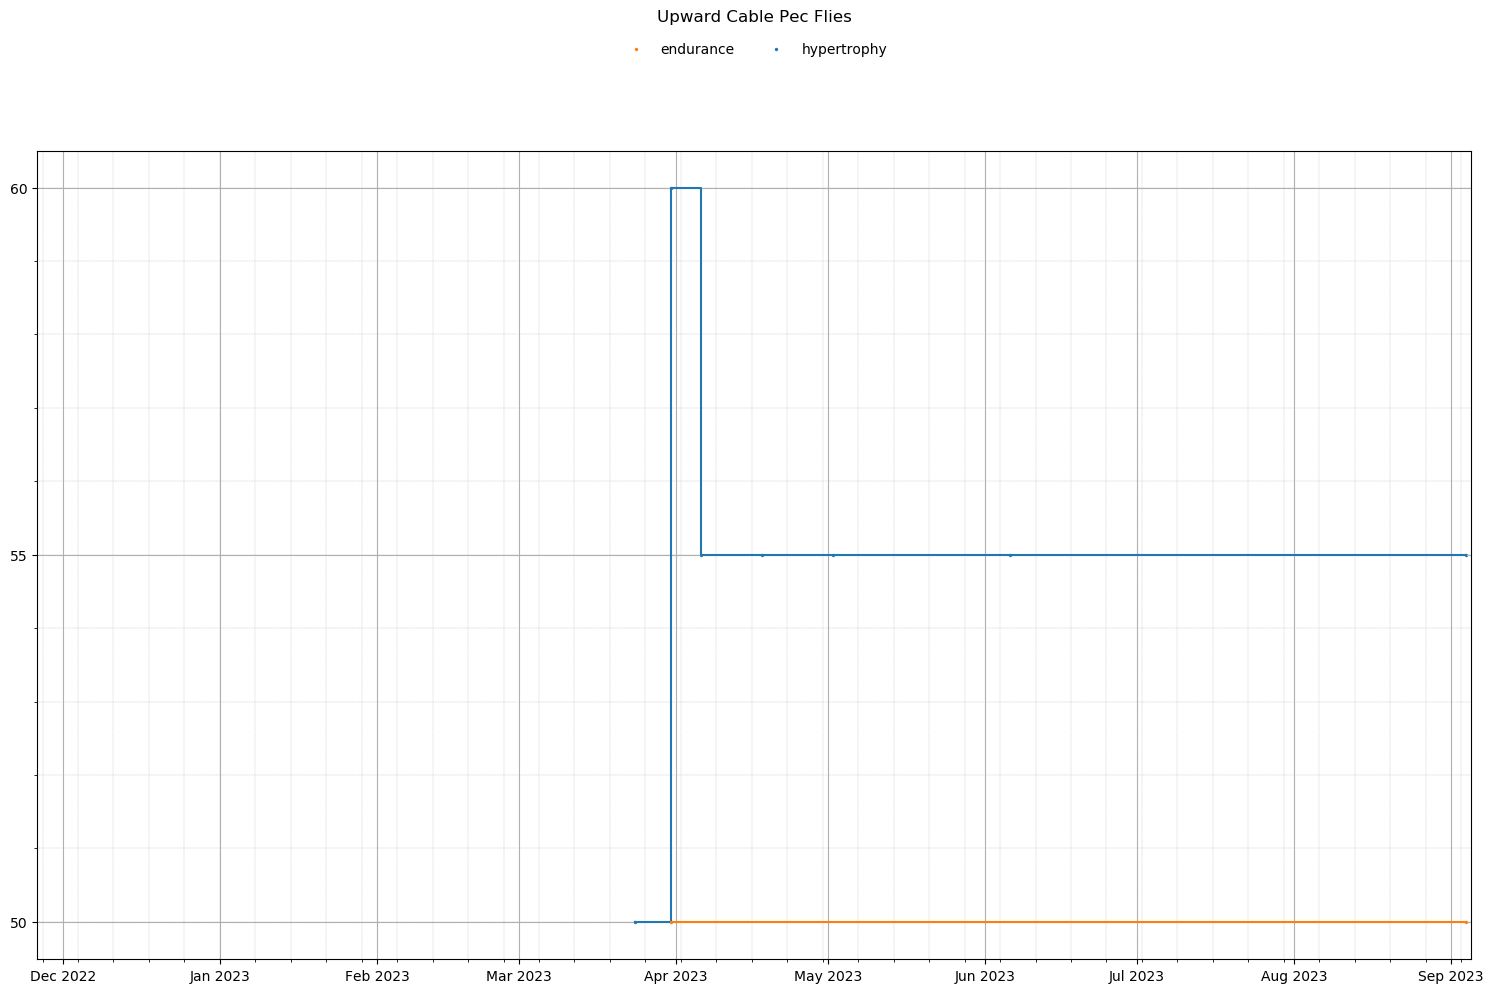 Upward Cable Pec Flies
endurance hypertrophy
60
55
50
Dec 2022 Jan 2023 Feb 2023 Mar 2023 Apr 2023 May 2023 Jun 2023 Jul 2023 Aug 2023 Sep 2023